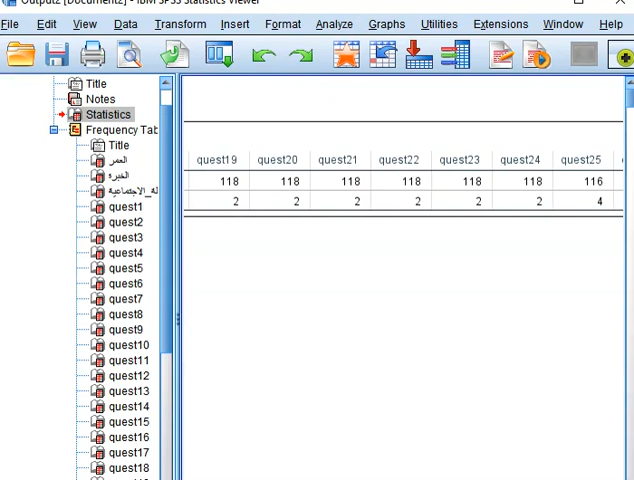 Output2 [Document2] - IBM SPSS Statistics Viewer
File Edit View Data Transform Insert Format Analyze Graphs Utilities Extensions Window Help
Title
Notes
Statistics
Frequency Tab
Title
العمر
الخبره
لة_الاجتماعية
quest1
quest2
quest3
quest4
quest5
quest6
quest7
quest8
quest9
quest10
quest11
quest12
quest13
quest14
quest15
quest16
quest17
quest18
quest19 quest20 quest21 quest22 quest23 quest24 quest25
118 118 118 118 118 118 116
2 2 2 2 2 2 4